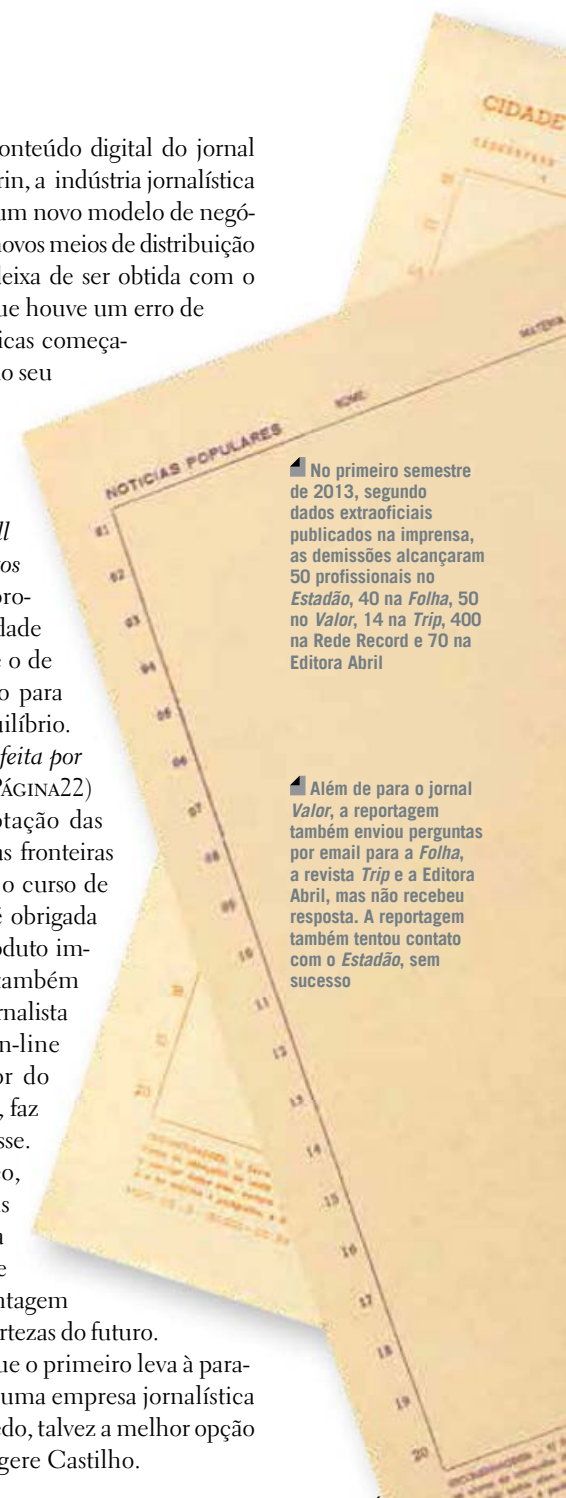 onteúdo digital do jornal
rin, a indústria jornalística
um novo modelo de negó-
novos meios de distribuição
leixa de ser obtida com o
ue houve um erro de
icas começa-
o seu
ll
os
pro-
dade
e o de
o para
uilíbrio.
feita por
PÁGINA22)
otação das
as fronteiras
o curso de
é obrigada
oduto im-
também
rnalista
n-line
or do
, faz
sse.
eo,
as
a
e
ntagem
rtezas do futuro.
ue o primeiro leva à para-
uma empresa jornalística
edo, talvez a melhor opção
gere Castilho.
CIDADE
NOTICIAS POPULARES
NOME:
MATÉRIA
01
02
03
04
05
06
07
08
09
10
11
12
13
14
15
16
17
18
19
20
No primeiro semestre
de 2013, segundo
dados extraoficiais
publicados na imprensa,
as demissões alcançaram
50 profissionais no
Estadão, 40 na Folha, 50
no Valor, 14 na Trip, 400
na Rede Record e 70 na
Editora Abril
Além de para o jornal
Valor, a reportagem
também enviou perguntas
por email para a Folha,
a revista Trip e a Editora
Abril, mas não recebeu
resposta. A reportagem
também tentou contato
com o Estadão, sem
sucesso